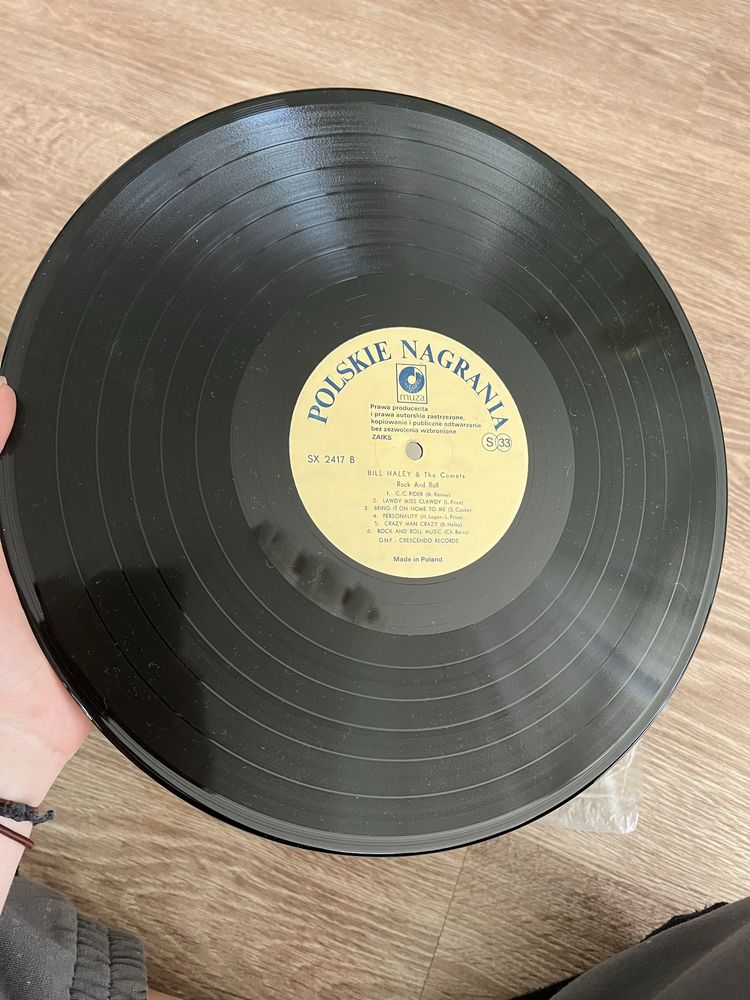 POLSKIE NAGRANIA
muza
Prawa producenta
i prawa autorskie zastrzeżone,
kopiowanie i publiczne odtwarzanie
bez zezwolenia wzbronione
ZAIKS
S 33
SX 2417 B
BILL HALEY & The Comets
Rock And Roll
1. C. C. RIDER (M. Rainey)
2. LAWDY MISS CLAWDY (L. Price)
3. BRING IT ON HOME TO ME (S. Cooke)
4. PERSONALITY (H. Logan-L. Price)
5. CRAZY MAN CRAZY (B. Haley)
6. ROCK AND ROLL MUSIC (Ch. Berry)
GNP - CRESCENDO RECORDS
Made in Poland